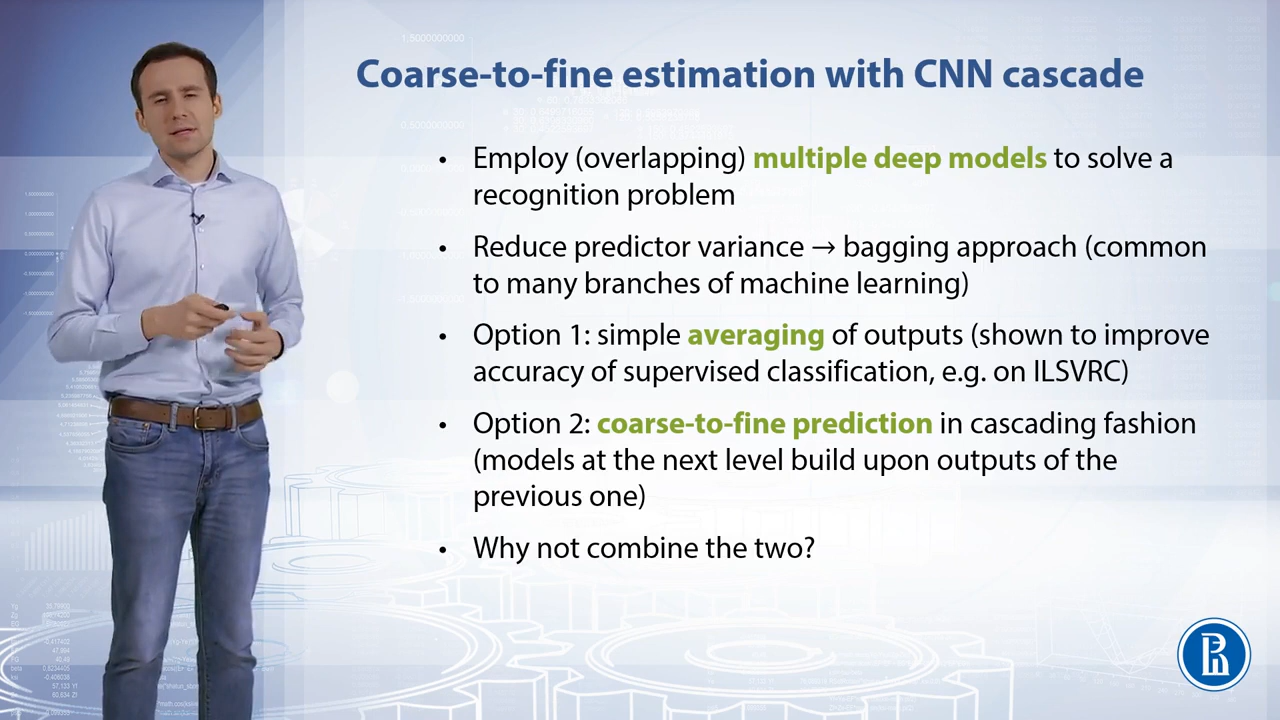 Coarse-to-fine estimation with CNN cascade
• Employ (overlapping) multiple deep models to solve a
recognition problem
• Reduce predictor variance → bagging approach (common
to many branches of machine learning)
• Option 1: simple averaging of outputs (shown to improve
accuracy of supervised classification, e.g. on ILSVRC)
• Option 2: coarse-to-fine prediction in cascading fashion
(models at the next level build upon outputs of the
previous one)
• Why not combine the two?